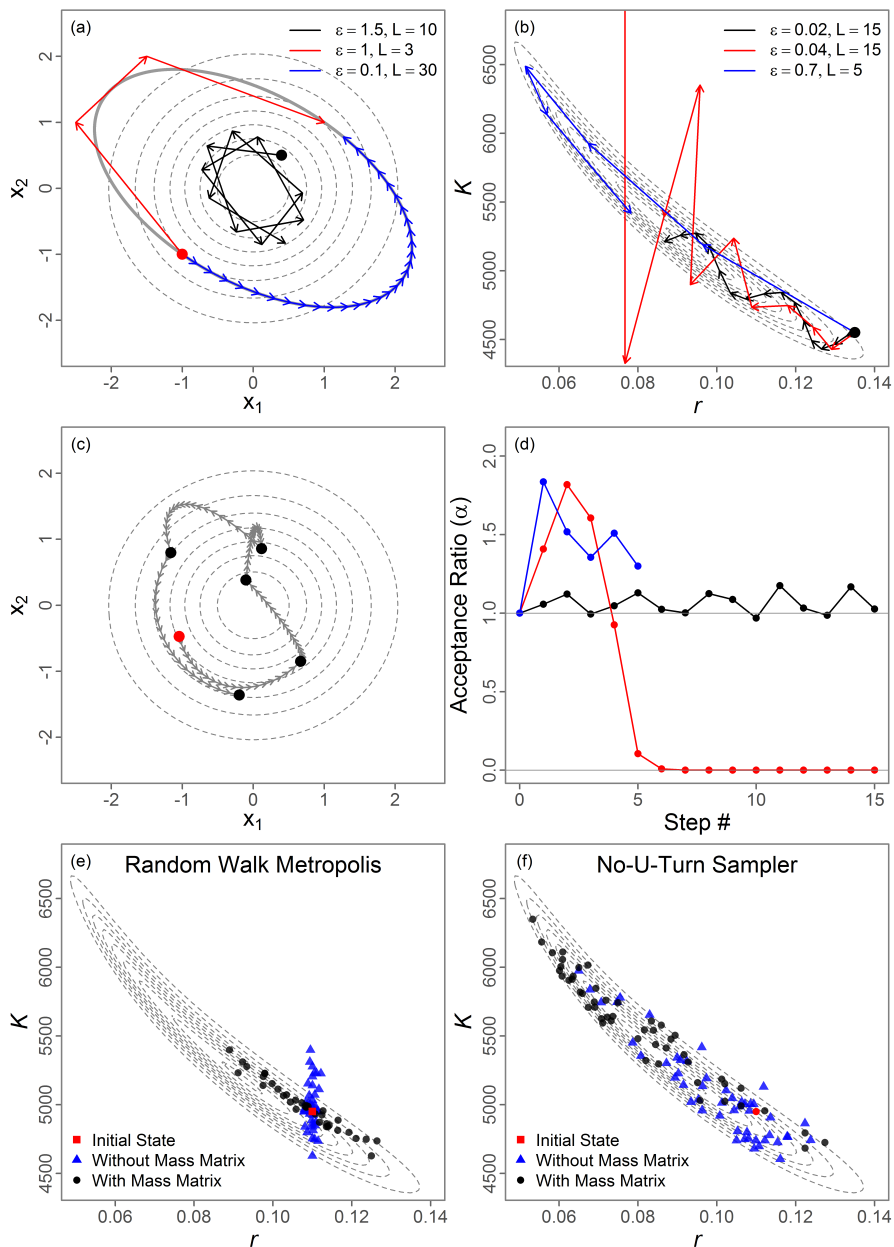 (a)
ε = 1.5, L = 10
ε = 1, L = 3
ε = 0.1, L = 30
2
1
0
-1
-2
x2
-2 -1 0 1 2
x1
(b)
ε = 0.02, L = 15
ε = 0.04, L = 15
ε = 0.7, L = 5
6500
6000
5500
5000
4500
K
0.06 0.08 0.10 0.12 0.14
r
(c)
2
1
0
-1
-2
x2
-2 -1 0 1 2
x1
(d)
2.0
1.5
1.0
0.5
0.0
Acceptance Ratio (α)
0 5 10 15
Step #
(e) Random Walk Metropolis
6500
6000
5500
5000
4500
K
Initial State
Without Mass Matrix
With Mass Matrix
0.06 0.08 0.10 0.12 0.14
r
(f) No-U-Turn Sampler
6500
6000
5500
5000
4500
K
Initial State
Without Mass Matrix
With Mass Matrix
0.06 0.08 0.10 0.12 0.14
r